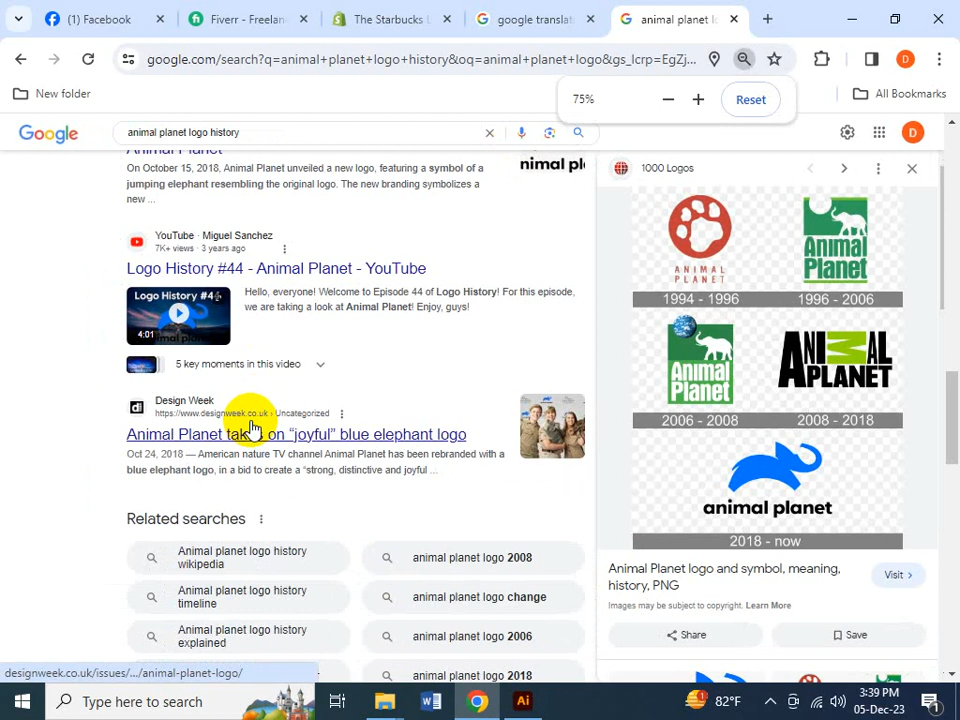 (1) Facebook
Fiverr - Freelan
The Starbucks L
google translat
animal planet l
google.com/search?q=animal+planet+logo+history&oq=animal+planet+logo&gs_lcrp=EgZj...
D
New folder
All Bookmarks
75%
Reset
Google
animal planet logo history
D
Animal Planet
On October 15, 2018, Animal Planet unveiled a new logo, featuring a symbol of a
jumping elephant resembling the original logo. The new branding symbolizes a
new ...
nimal pl
YouTube · Miguel Sanchez
7K+ views · 3 years ago
Logo History #44 - Animal Planet - YouTube
Logo History #4
4:01
Hello, everyone! Welcome to Episode 44 of Logo History! For this episode,
we are taking a look at Animal Planet! Enjoy, guys!
5 key moments in this video
Design Week
https://www.designweek.co.uk › Uncategorized
Animal Planet takes on “joyful” blue elephant logo
Oct 24, 2018 — American nature TV channel Animal Planet has been rebranded with a
blue elephant logo, in a bid to create a “strong, distinctive and joyful ...
Related searches
Animal planet logo history
wikipedia
animal planet logo 2008
Animal planet logo history
timeline
animal planet logo change
Animal planet logo history
explained
animal planet logo 2006
animal planet logo 2018
1000 Logos
ANIMAL
PLANET
1994 - 1996
Animal
Planet
1996 - 2006
Animal
Planet
2006 - 2008
ANIMAL
PLANET
2008 - 2018
animal planet
2018 - now
Animal Planet logo and symbol, meaning,
history, PNG
Visit
Images may be subject to copyright. Learn More
Share
Save
designweek.co.uk/issues/.../animal-planet-logo/
Type here to search
Ai
1
82°F
3:39 PM
05-Dec-23
1